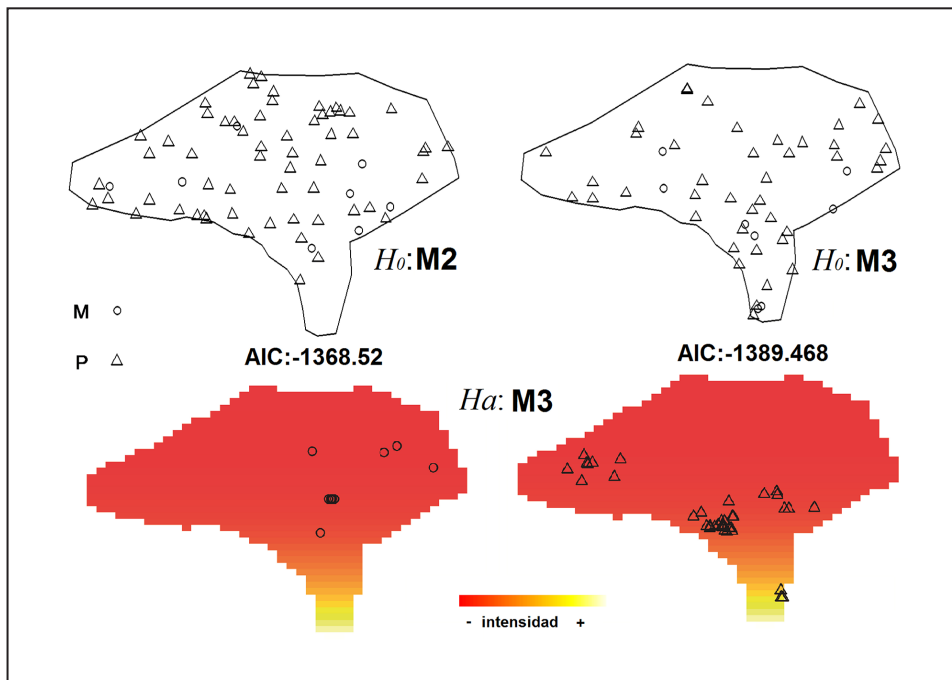 H0: M2
H0: M3
M
P
AIC:-1368.52
AIC:-1389.468
Ha: M3
- intensidad +